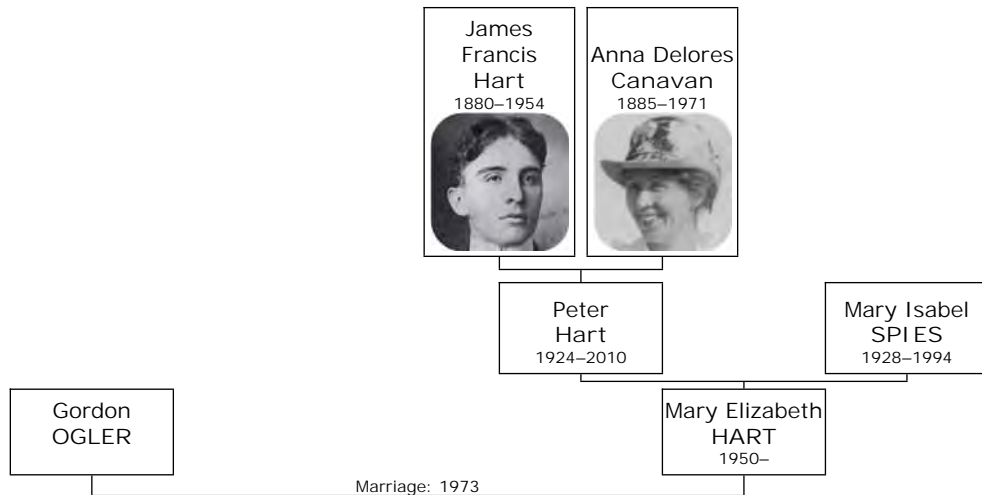 James
Francis
Hart
1880–1954
Anna Delores
Canavan
1885–1971
Peter
Hart
1924–2010
Mary Isabel
SPIES
1928–1994
Gordon
OGLER
Mary Elizabeth
HART
1950–
Marriage: 1973